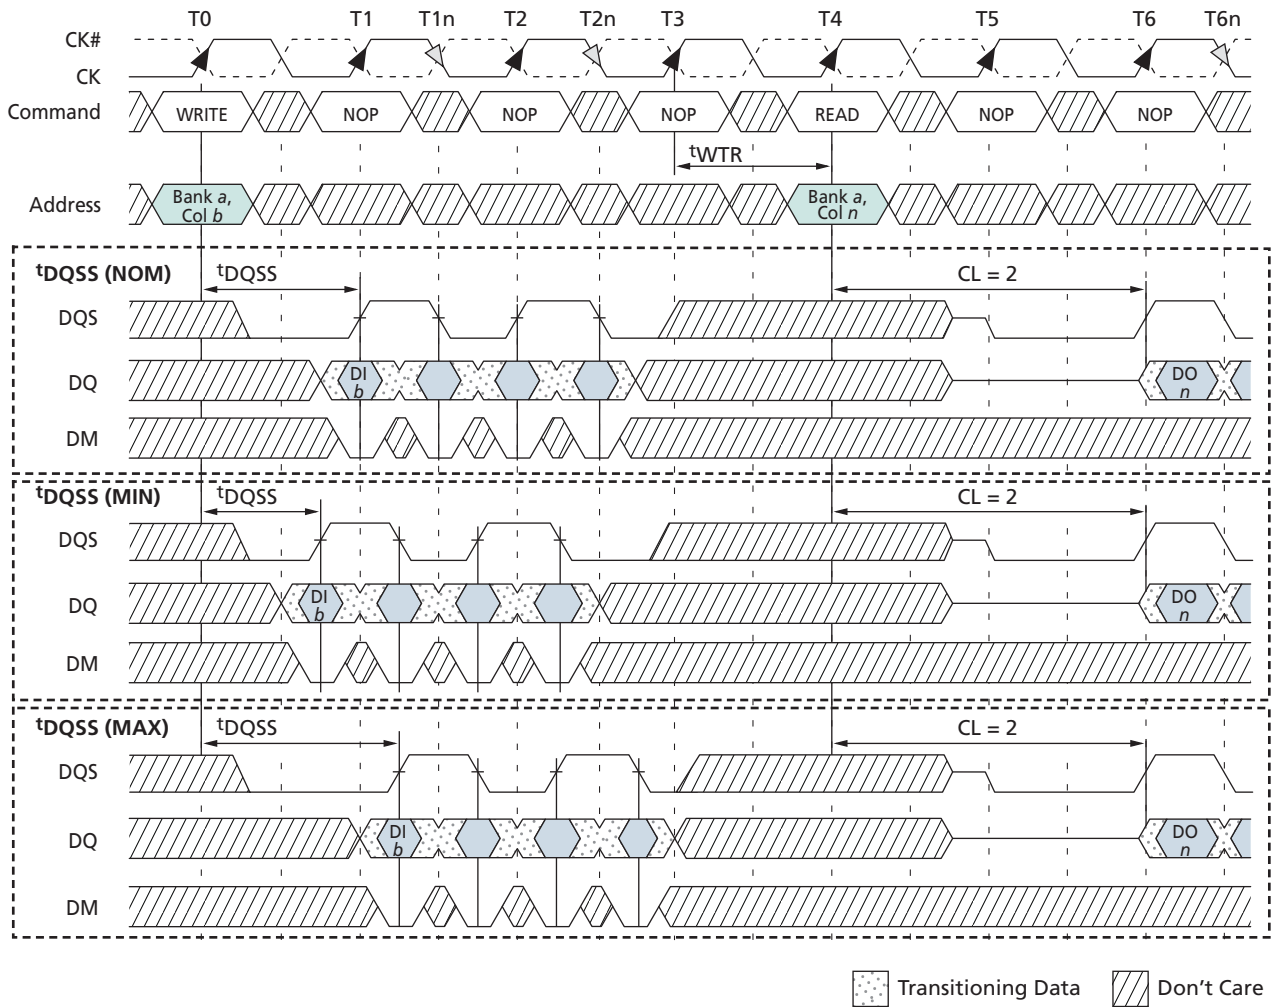 T0 T1 T1n T2 T2n T3 T4 T5 T6 T6n
CK#
CK
Command WRITE NOP NOP NOP READ NOP NOP
tWTR
Address Bank a, Col b Bank a, Col n
tDQSS (NOM) tDQSS CL = 2
DQS
DQ DI b DO n
DM
tDQSS (MIN) tDQSS CL = 2
DQS
DQ DI b DO n
DM
tDQSS (MAX) tDQSS CL = 2
DQS
DQ DI b DO n
DM
Transitioning Data Don't Care